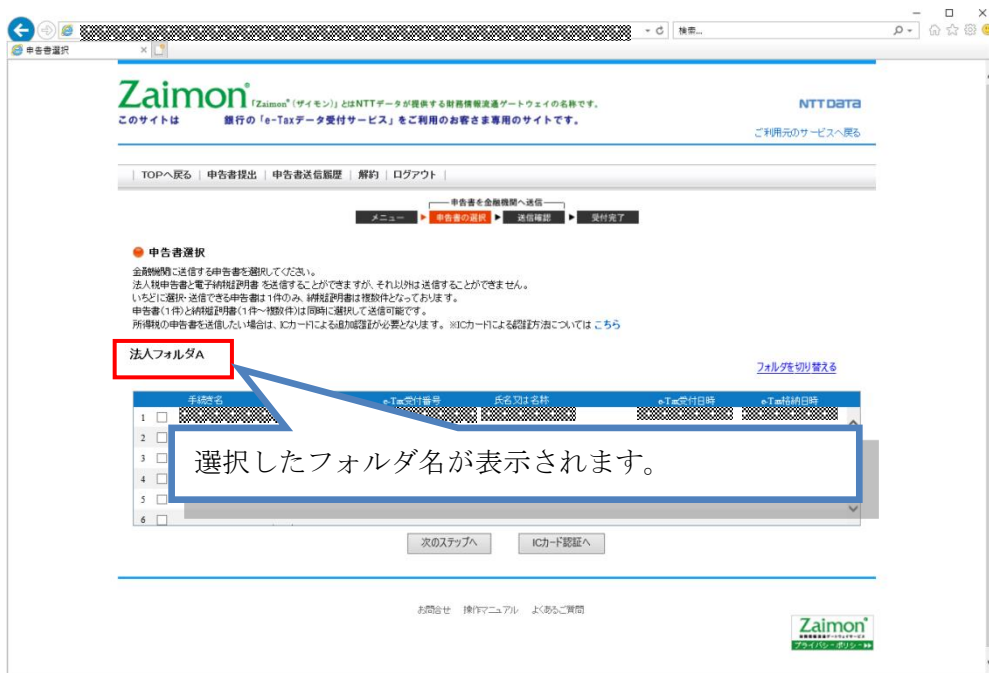 検索...
申告書選択
Zaimon®「Zaimon®(ザイモン)」とはNTTデータが提供する財務情報流通ゲートウェイの名称です。
NTT DATA
このサイトは 銀行の「e-Taxデータ受付サービス」をご利用のお客さま専用のサイトです。
ご利用元のサービスへ戻る
| TOPへ戻る | 申告書提出 | 申告書送信履歴 | 解約 | ログアウト |
申告書を金融機関へ送信
メニュー ▶ 申告書の選択 ▶ 送信確認 ▶ 受付完了
申告書選択
金融機関に送信する申告書を選択してください。
法人税申告書と電子納税証明書 を送信することができますが、それ以外は送信することができません。
いちどに選択・送信できる申告書は1件のみ、納税証明書は複数件となっております。
申告書(1件)と納税証明書(1件～複数件)は同時に選択して送信可能です。
所得税の申告書を送信したい場合は、ICカードによる追加認証が必要となります。 ※ICカードによる認証方法については こちら
法人フォルダA
フォルダを切り替える
手続き名 e-Tax受付番号 氏名又は名称 e-Tax受付日時 e-Tax格納日時
1
2
3
4
5
6
選択したフォルダ名が表示されます。
次のステップへ ICカード認証へ
お問合せ 操作マニュアル よくあるご質問
Zaimon®
プライバシーポリシー